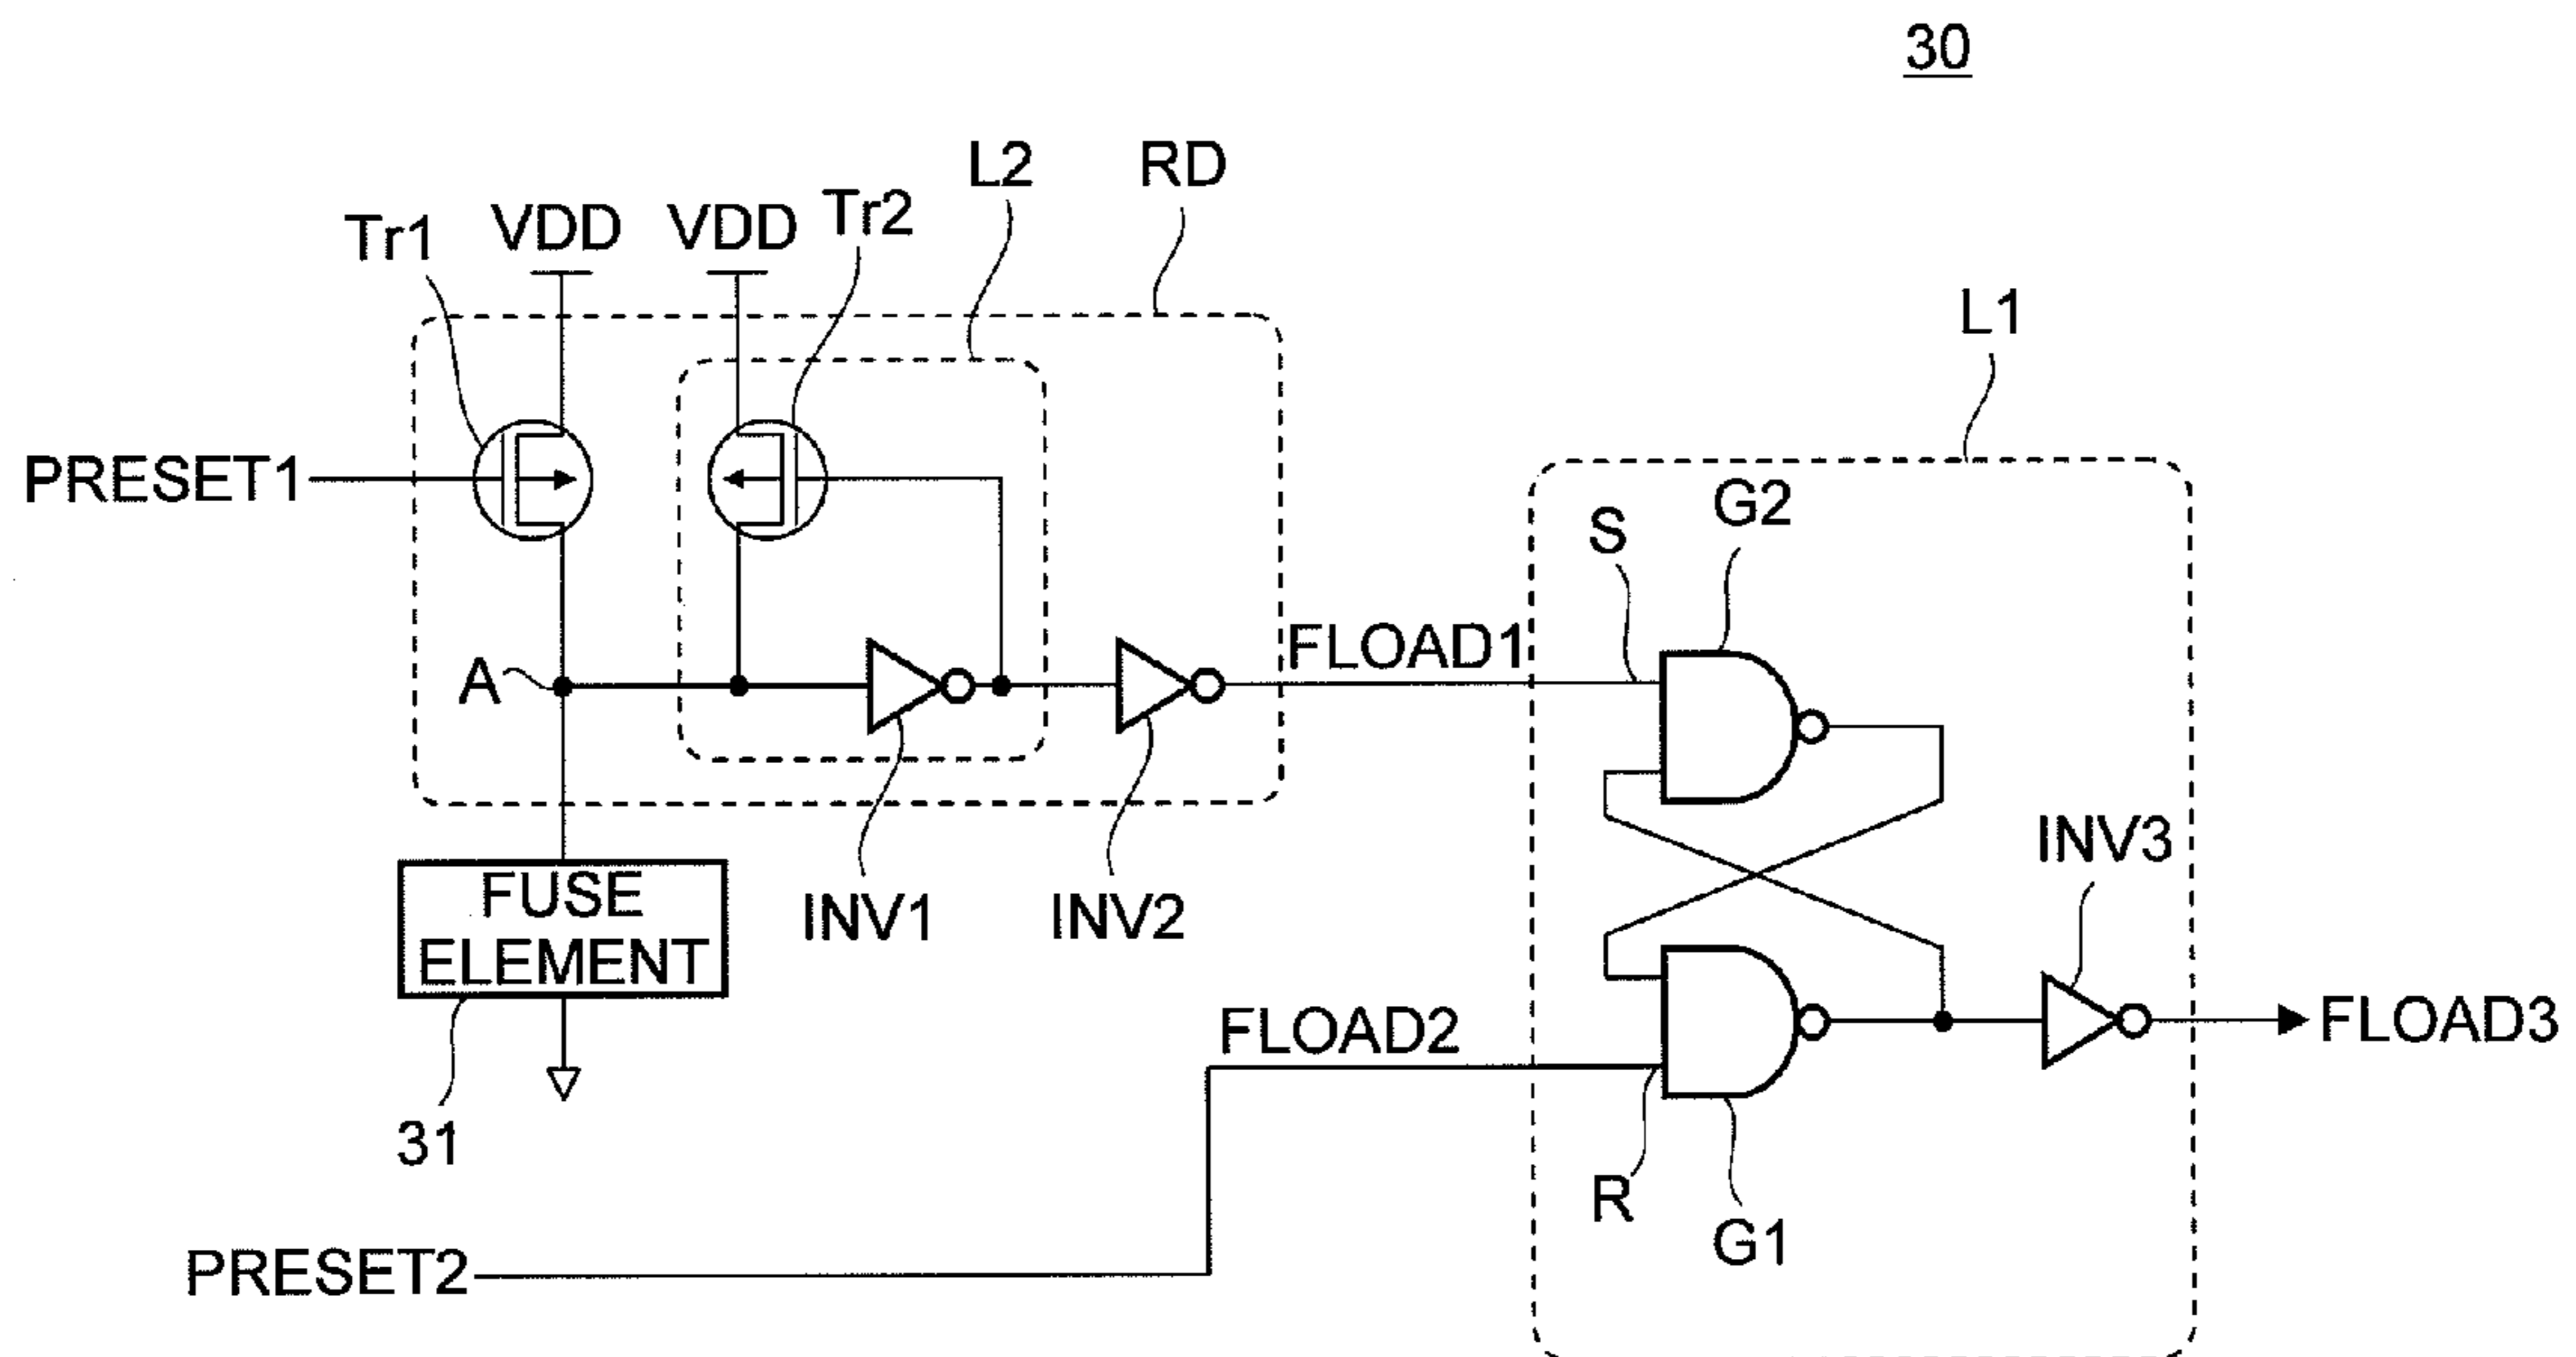 30
L2
RD
Tr1
VDD
VDD
Tr2
L1
PRESET1
S
G2
FLOAD1
A
INV3
FUSE
ELEMENT
INV1
INV2
FLOAD2
FLOAD3
31
R
G1
PRESET2